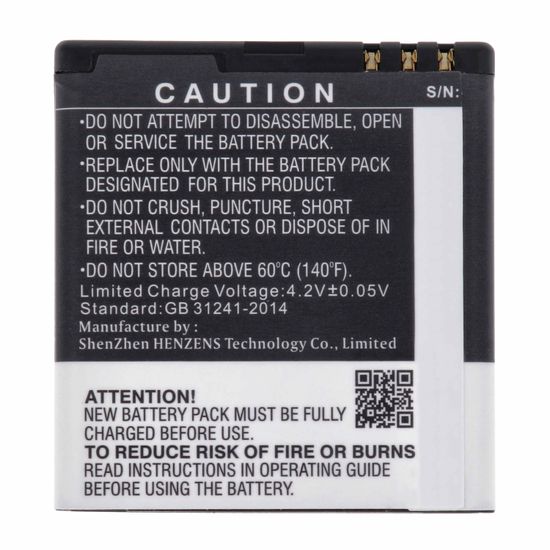 CAUTION
S/N:
•DO NOT ATTEMPT TO DISASSEMBLE, OPEN
OR SERVICE THE BATTERY PACK.
•REPLACE ONLY WITH THE BATTERY PACK
DESIGNATED FOR THIS PRODUCT.
•DO NOT CRUSH, PUNCTURE, SHORT
EXTERNAL CONTACTS OR DISPOSE OF IN
FIRE OR WATER.
•DO NOT STORE ABOVE 60°C (140°F).
Limited Charge Voltage:4.2V±0.05V
Standard:GB 31241-2014
Manufacture by :
ShenZhen HENZENS Technology Co., Limited
ATTENTION!
NEW BATTERY PACK MUST BE FULLY
CHARGED BEFORE USE.
TO REDUCE RISK OF FIRE OR BURNS
READ INSTRUCTIONS IN OPERATING GUIDE
BEFORE USING THE BATTERY.